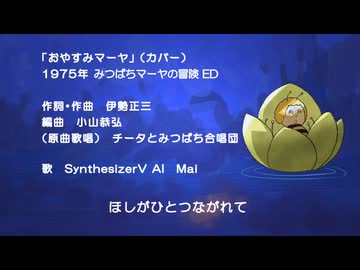 「おやすみマーヤ」（カバー）
１９７５年 みつばちマーヤの冒険 ED
作詞・作曲　伊勢正三
編曲　小山恭弘
（原曲歌唱）　チータとみつばち合唱団
歌　SynthesizerV AI　Mai
ほしがひとつながれて